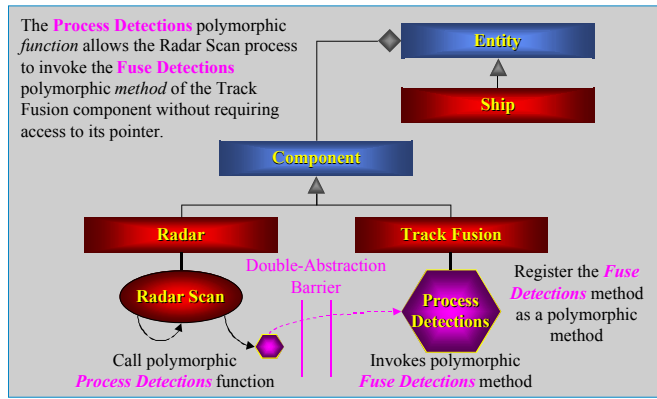 The Process Detections polymorphic
function allows the Radar Scan process
to invoke the Fuse Detections
polymorphic method of the Track
Fusion component without requiring
access to its pointer.
Entity
Ship
Component
Radar
Track Fusion
Double-Abstraction
Barrier
Radar Scan
Process
Detections
Register the Fuse
Detections method
as a polymorphic
method
Call polymorphic
Process Detections function
Invokes polymorphic
Fuse Detections method